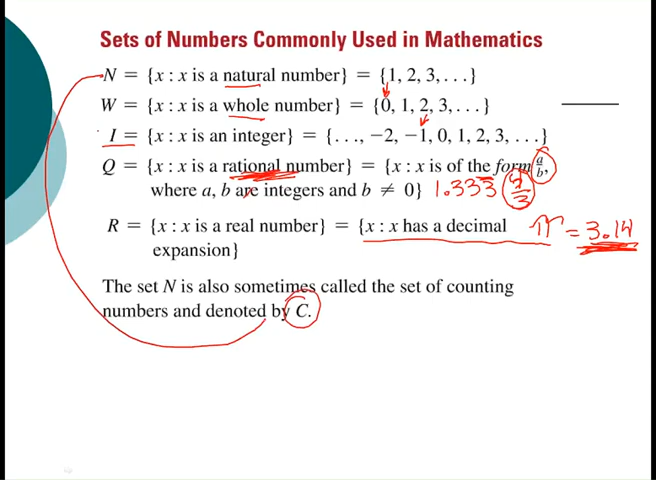 Sets of Numbers Commonly Used in Mathematics
N = {x : x is a natural number} = {1, 2, 3, . . .}
W = {x : x is a whole number} = {0, 1, 2, 3, . . .}
I = {x : x is an integer} = {. . ., −2, −1, 0, 1, 2, 3, . . .}
Q = {x : x is a rational number} = {x : x is of the form a/b,
where a, b are integers and b ≠ 0} 1.333 4/3
R = {x : x is a real number} = {x : x has a decimal π = 3.14
expansion}
The set N is also sometimes called the set of counting
numbers and denoted by C.